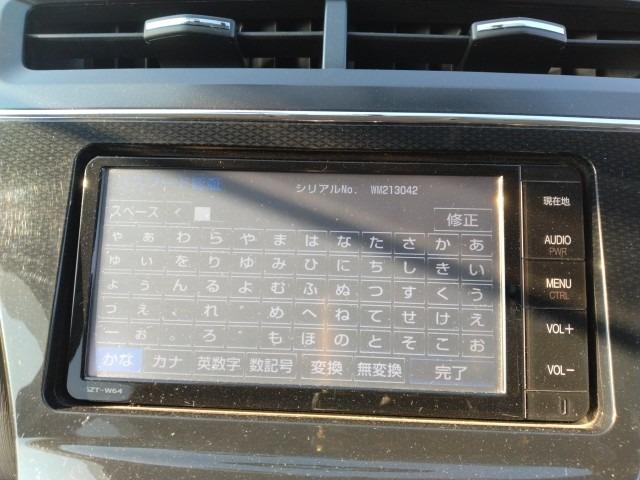 シリアルNo. WM213042
スペース 修正
ゃ ぁ わ ら や ま は な た さ か あ
ゅ ぃ を り ゆ み ひ に ち し き い
ょ ぅ ん る よ む ふ ぬ つ す く う
っ ぇ 、 れ ゛ め へ ね て せ け え
ー ぉ 。 ろ ゜ も ほ の と そ こ お
かな カナ 英数字 数記号 変換 無変換 完了
SZT-W64
現在地
AUDIO
PWR
MENU
CTRL
VOL+
VOL−